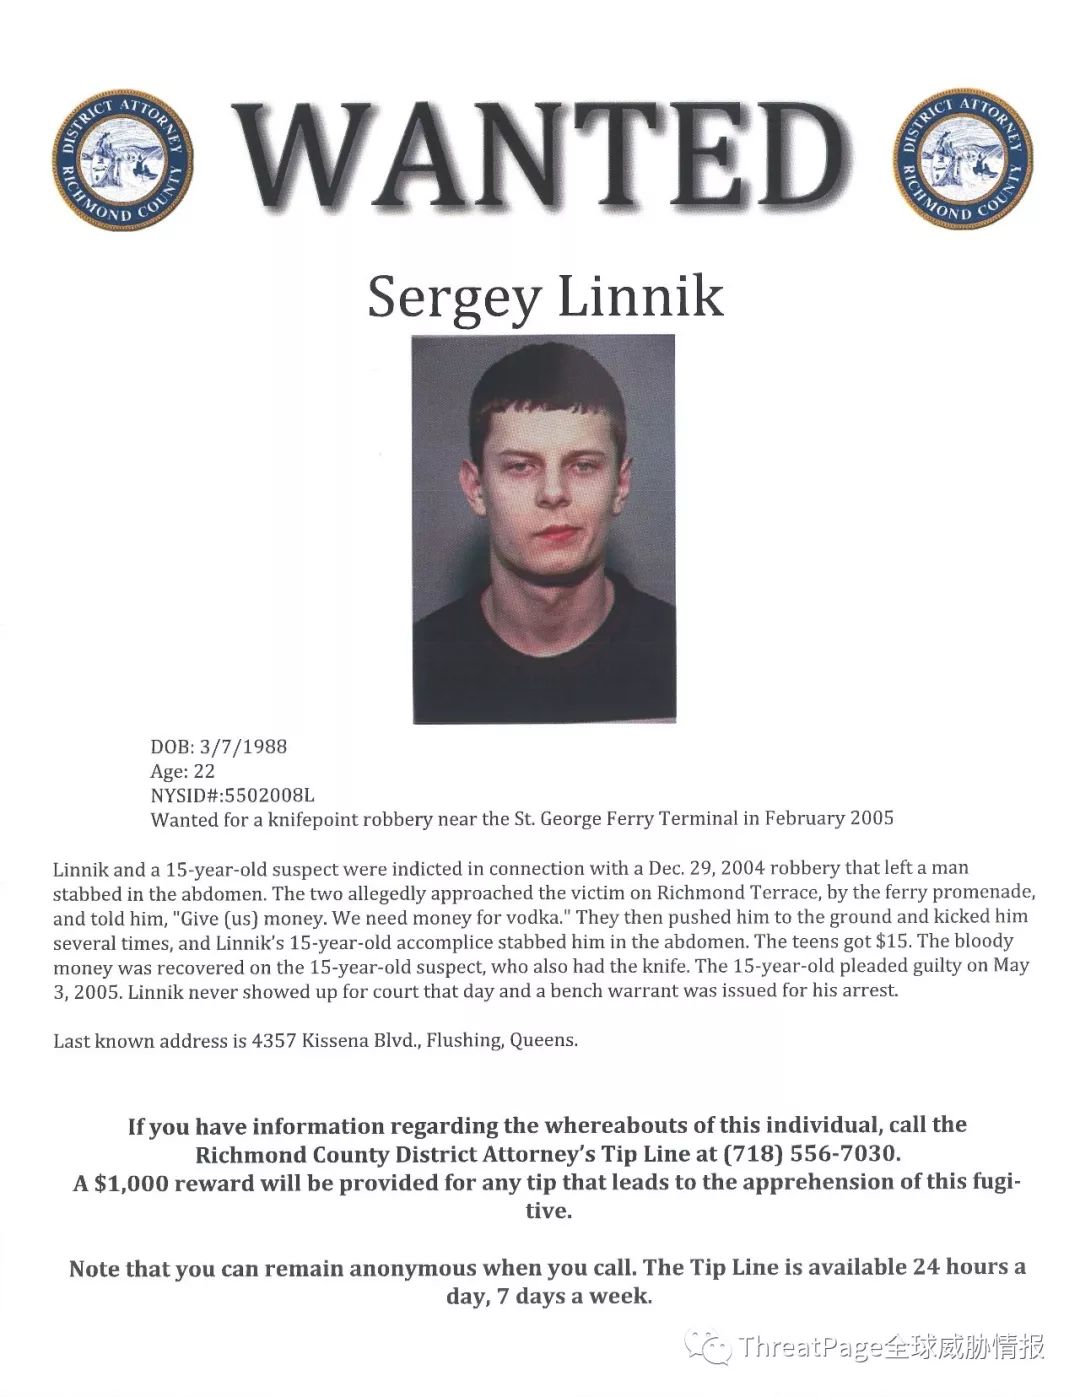 DISTRICT ATTORNEY
RICHMOND COUNTY
WANTED
DISTRICT ATTORNEY
RICHMOND COUNTY
Sergey Linnik
DOB: 3/7/1988
Age: 22
NYSID#:5502008L
Wanted for a knifepoint robbery near the St. George Ferry Terminal in February 2005
Linnik and a 15-year-old suspect were indicted in connection with a Dec. 29, 2004 robbery that left a man
stabbed in the abdomen. The two allegedly approached the victim on Richmond Terrace, by the ferry promenade,
and told him, "Give (us) money. We need money for vodka." They then pushed him to the ground and kicked him
several times, and Linnik's 15-year-old accomplice stabbed him in the abdomen. The teens got $15. The bloody
money was recovered on the 15-year-old suspect, who also had the knife. The 15-year-old pleaded guilty on May
3, 2005. Linnik never showed up for court that day and a bench warrant was issued for his arrest.
Last known address is 4357 Kissena Blvd., Flushing, Queens.
If you have information regarding the whereabouts of this individual, call the
Richmond County District Attorney's Tip Line at (718) 556-7030.
A $1,000 reward will be provided for any tip that leads to the apprehension of this fugi-
tive.
Note that you can remain anonymous when you call. The Tip Line is available 24 hours a
day, 7 days a week.
ThreatPage全球威胁情报